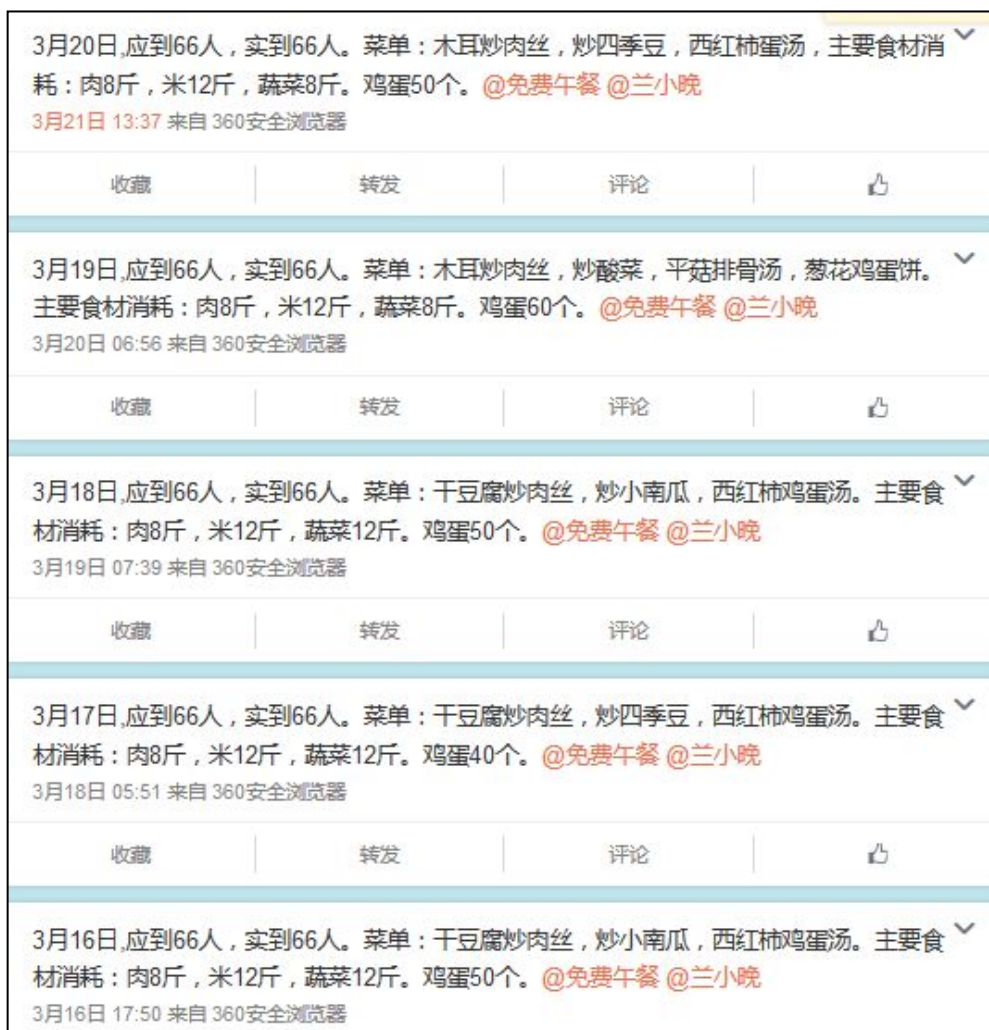 3月20日,应到66人，实到66人。菜单：木耳炒肉丝，炒四季豆，西红柿蛋汤，主要食材消
耗：肉8斤，米12斤，蔬菜8斤。鸡蛋50个。@免费午餐 @兰小晚
3月21日 13:37 来自 360安全浏览器
收藏 转发 评论
3月19日,应到66人，实到66人。菜单：木耳炒肉丝，炒酸菜，平菇排骨汤，葱花鸡蛋饼。
主要食材消耗：肉8斤，米12斤，蔬菜8斤。鸡蛋60个。@免费午餐 @兰小晚
3月20日 06:56 来自 360安全浏览器
收藏 转发 评论
3月18日,应到66人，实到66人。菜单：干豆腐炒肉丝，炒小南瓜，西红柿鸡蛋汤。主要食
材消耗：肉8斤，米12斤，蔬菜12斤。鸡蛋50个。@免费午餐 @兰小晚
3月19日 07:39 来自 360安全浏览器
收藏 转发 评论
3月17日,应到66人，实到66人。菜单：干豆腐炒肉丝，炒四季豆，西红柿鸡蛋汤。主要食
材消耗：肉8斤，米12斤，蔬菜12斤。鸡蛋40个。@免费午餐 @兰小晚
3月18日 05:51 来自 360安全浏览器
收藏 转发 评论
3月16日,应到66人，实到66人。菜单：干豆腐炒肉丝，炒小南瓜，西红柿鸡蛋汤。主要食
材消耗：肉8斤，米12斤，蔬菜12斤。鸡蛋50个。@免费午餐 @兰小晚
3月16日 17:50 来自 360安全浏览器